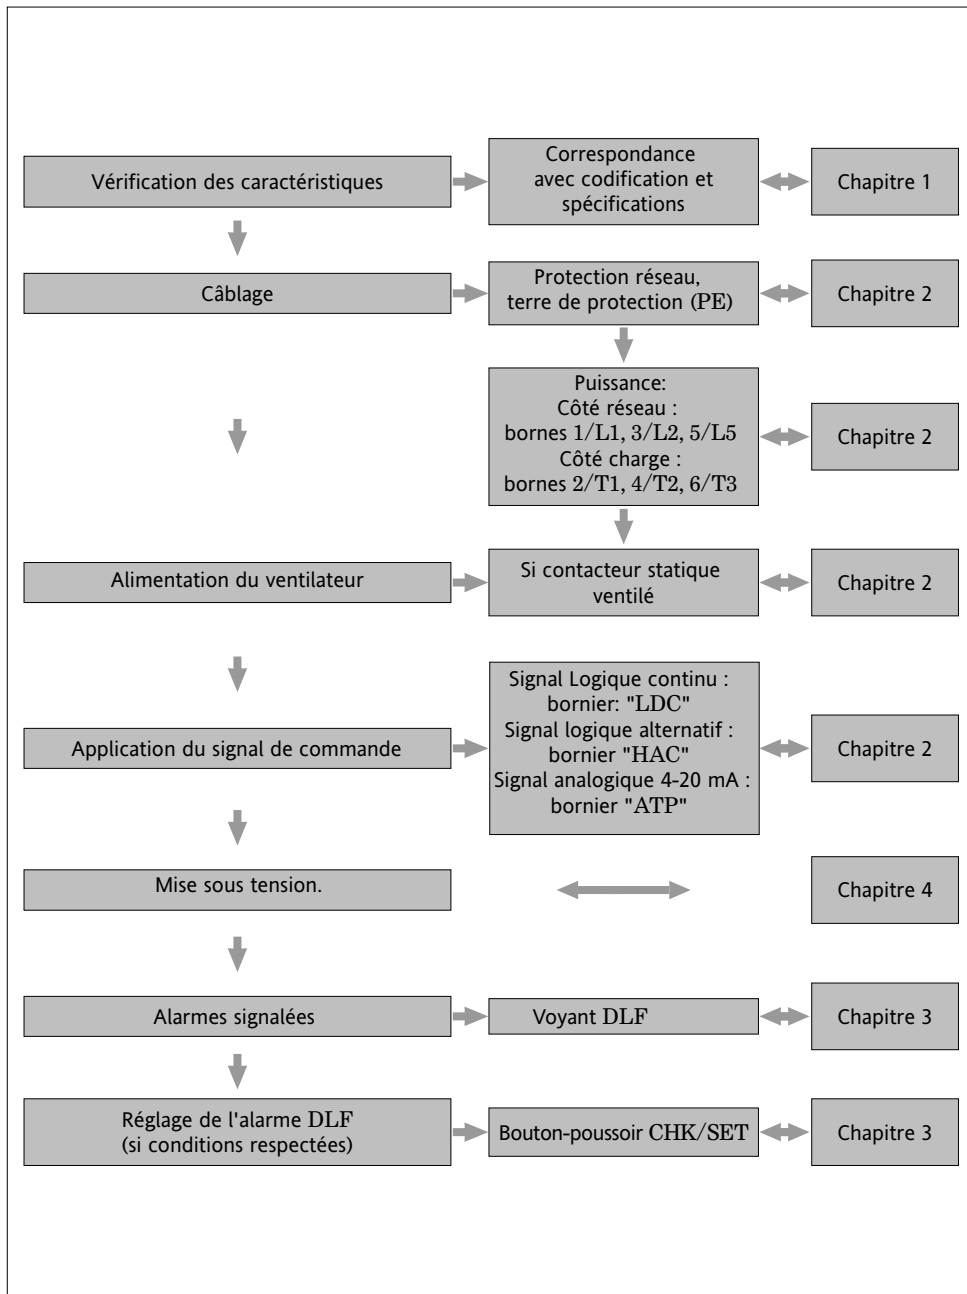 Vérification des caractéristiques
Correspondance
avec codification et
spécifications
Chapitre 1
Câblage
Protection réseau,
terre de protection (PE)
Chapitre 2
Puissance:
Côté réseau :
bornes 1/L1, 3/L2, 5/L5
Côté charge :
bornes 2/T1, 4/T2, 6/T3
Chapitre 2
Alimentation du ventilateur
Si contacteur statique
ventilé
Chapitre 2
Application du signal de commande
Signal Logique continu :
bornier: "LDC"
Signal logique alternatif :
bornier "HAC"
Signal analogique 4-20 mA :
bornier "ATP"
Chapitre 2
Mise sous tension.
Chapitre 4
Alarmes signalées
Voyant DLF
Chapitre 3
Réglage de l'alarme DLF
(si conditions respectées)
Bouton-poussoir CHK/SET
Chapitre 3